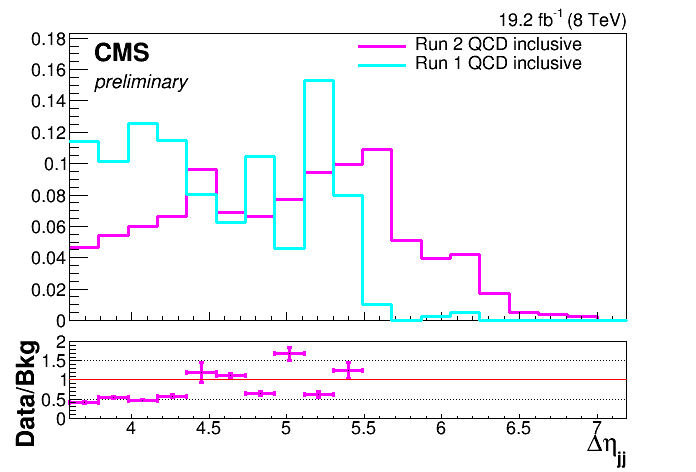 19.2 fb⁻¹ (8 TeV)
CMS
preliminary
Run 2 QCD inclusive
Run 1 QCD inclusive
0.18
0.16
0.14
0.12
0.1
0.08
0.06
0.04
0.02
0
Data/Bkg
2
1.5
1
0.5
0
4 4.5 5 5.5 6 6.5 7
Δη_jj